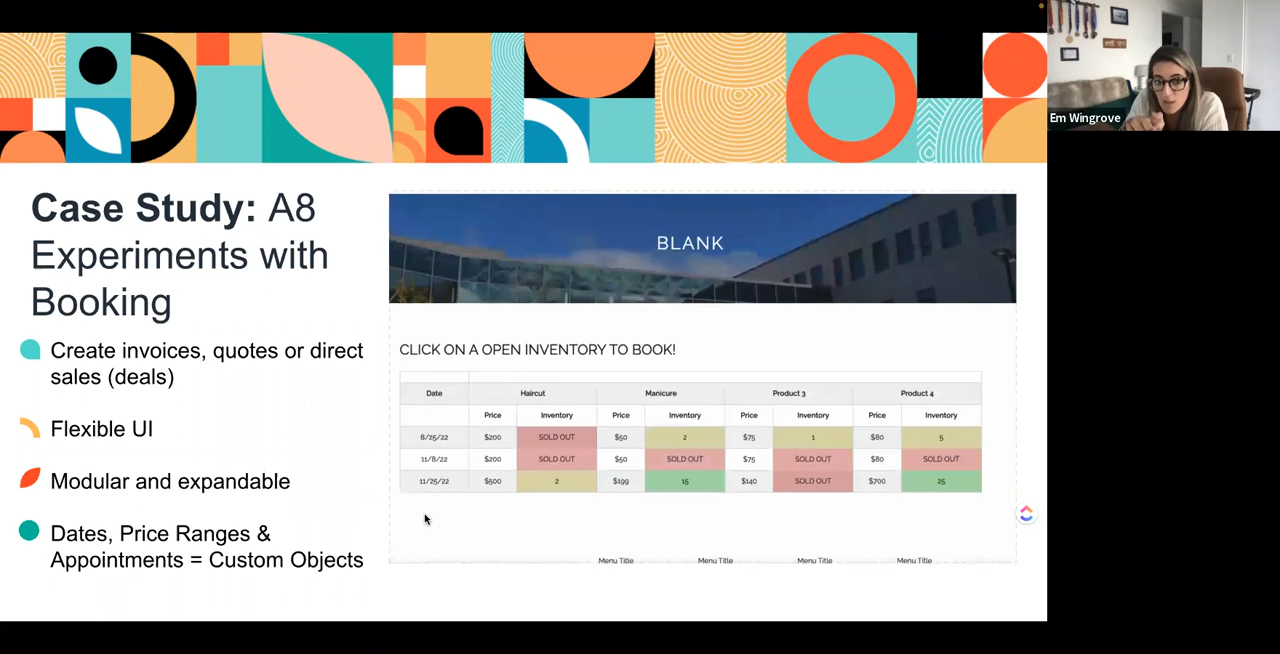 Em Wingrove
Case Study: A8
Experiments with
Booking
Create invoices, quotes or direct
sales (deals)
Flexible UI
Modular and expandable
Dates, Price Ranges &
Appointments = Custom Objects
BLANK
CLICK ON A OPEN INVENTORY TO BOOK!
Date Haircut Manicure Product 3 Product 4
Price Inventory Price Inventory Price Inventory Price Inventory
8/25/22 $200 SOLD OUT $50 2 $75 1 $80 5
11/8/22 $200 SOLD OUT $50 SOLD OUT $75 SOLD OUT $80 SOLD OUT
11/25/22 $500 2 $199 15 $140 SOLD OUT $700 25
Menu Title Menu Title Menu Title Menu Title